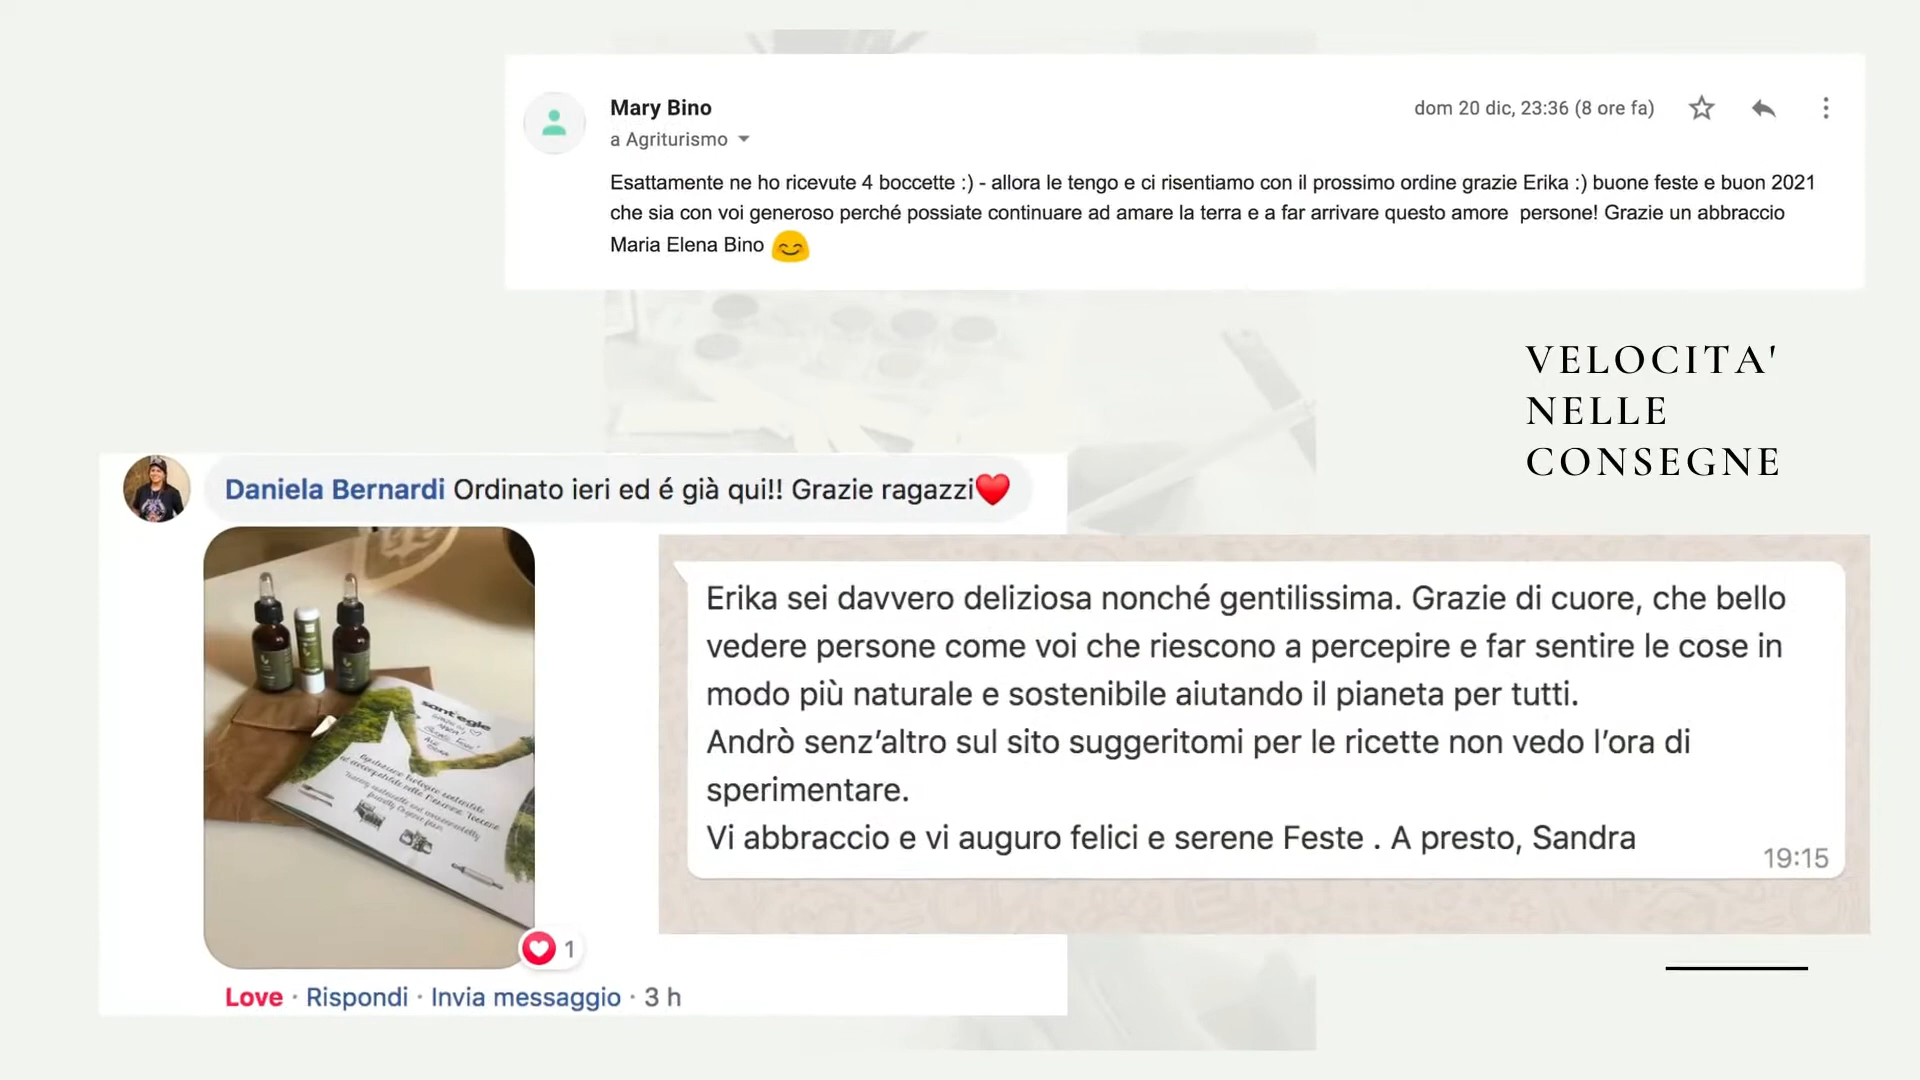 Mary Bino
dom 20 dic, 23:36 (8 ore fa)
a Agriturismo
Esattamente ne ho ricevute 4 boccette :) - allora le tengo e ci risentiamo con il prossimo ordine grazie Erika :) buone feste e buon 2021
che sia con voi generoso perché possiate continuare ad amare la terra e a far arrivare questo amore  persone! Grazie un abbraccio
Maria Elena Bino 😊
VELOCITA'
NELLE
CONSEGNE
Daniela Bernardi Ordinato ieri ed é già qui!! Grazie ragazzi❤️
sant'egle
1
Love · Rispondi · Invia messaggio · 3 h
Erika sei davvero deliziosa nonché gentilissima. Grazie di cuore, che bello
vedere persone come voi che riescono a percepire e far sentire le cose in
modo più naturale e sostenibile aiutando il pianeta per tutti.
Andrò senz’altro sul sito suggeritomi per le ricette non vedo l’ora di
sperimentare.
Vi abbraccio e vi auguro felici e serene Feste . A presto, Sandra
19:15